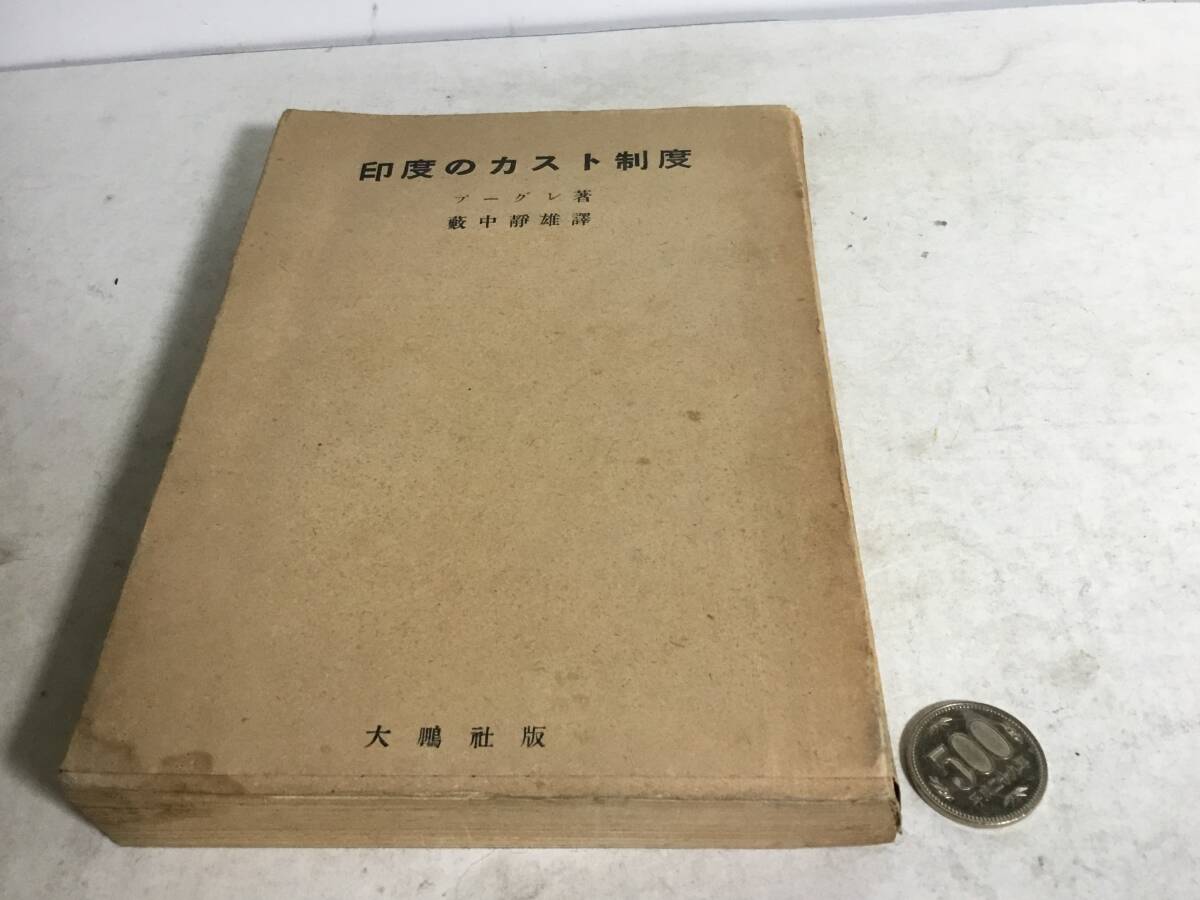 印度のカスト制度
ブーグレ著
藪中靜雄譯
大鵬社版
500